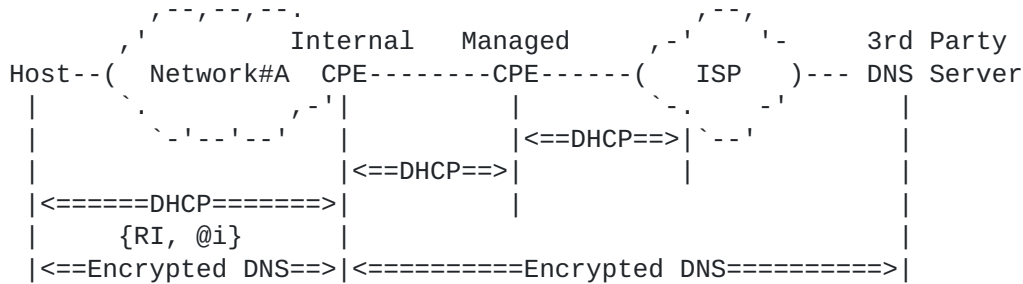 ,--,--,--.                         ,--,
       ,'         Internal   Managed     ,-'    '-     3rd Party
Host--(  Network#A  CPE--------CPE------(   ISP   )--- DNS Server
 |     `.         ,-'|          |        `-.    -'       |
 |       `-'--'--'   |          |<==DHCP==>|`--'         |
 |                   |<==DHCP==>|          |             |
 |<======DHCP=======>|          |                        |
 |     {RI, @i}      |                                   |
 |<==Encrypted DNS==>|<==========Encrypted DNS==========>|